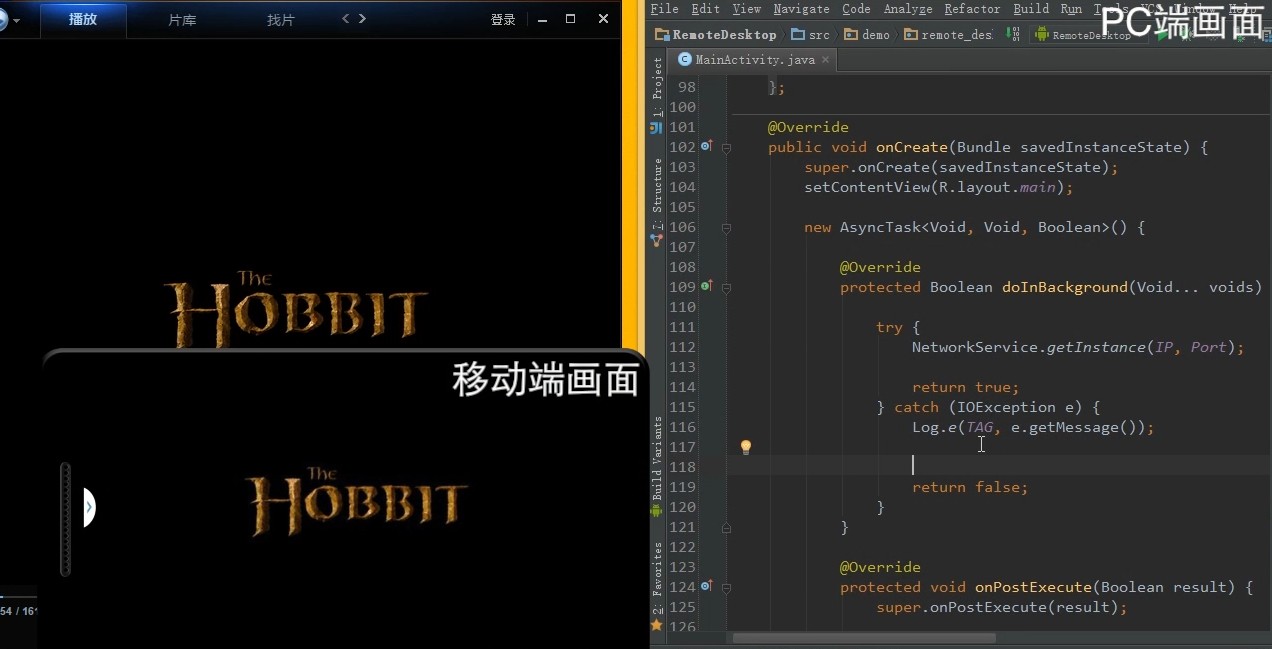 播放 片库 找片 登录
The
HOBBIT
移动端画面
The
HOBBIT
54 / 161
File Edit View Navigate Code Analyze Refactor Build Run Tools VCS Window Help
PC端画面
RemoteDesktop src demo remote_des RemoteDesktop
MainActivity.java
1: Project
7: Structure
Build Variants
2: Favorites
98 };
100
101 @Override
102 public void onCreate(Bundle savedInstanceState) {
103 super.onCreate(savedInstanceState);
104 setContentView(R.layout.main);
105
106 new AsyncTask<Void, Void, Boolean>() {
107
108 @Override
109 protected Boolean doInBackground(Void... voids)
110
111 try {
112 NetworkService.getInstance(IP, Port);
113
114 return true;
115 } catch (IOException e) {
116 Log.e(TAG, e.getMessage());
117
118
119 return false;
120 }
121 }
122
123 @Override
124 protected void onPostExecute(Boolean result) {
125 super.onPostExecute(result);
126